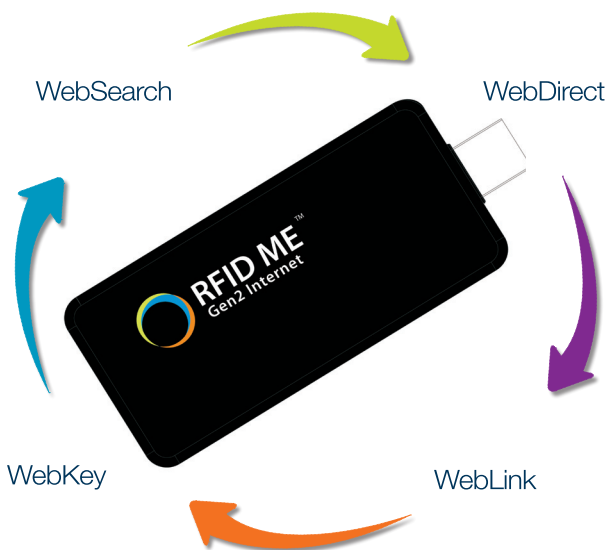 WebSearch
WebDirect
RFID ME™
Gen2 Internet
WebKey
WebLink